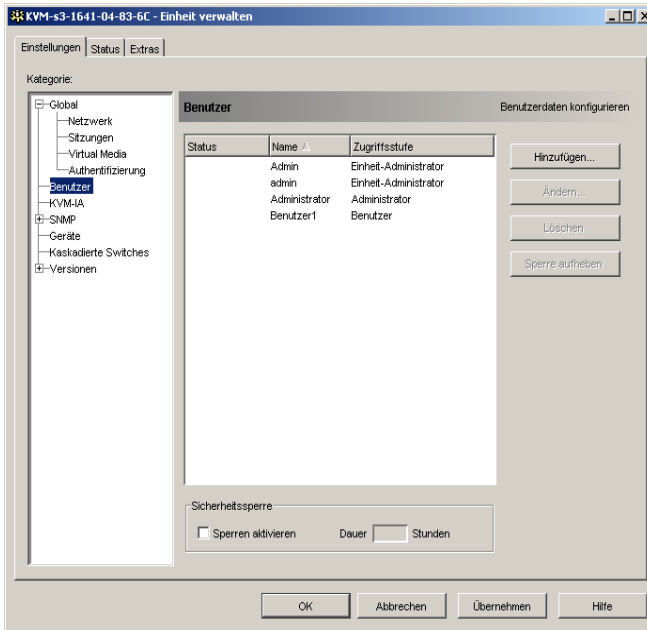 KVM-s3-1641-04-83-6C - Einheit verwalten
Einstellungen Status Extras
Kategorie:
Global
Netzwerk
Sitzungen
Virtual Media
Authentifizierung
Benutzer
KVM-IA
SNMP
Geräte
Kaskadierte Switches
Versionen
Benutzer Benutzerdaten konfigurieren
Status Name Zugriffsstufe
Admin Einheit-Administrator
admin Einheit-Administrator
Administrator Administrator
Benutzer1 Benutzer
Hinzufügen...
Ändern...
Löschen
Sperre aufheben
Sicherheitssperre
Sperren aktivieren Dauer Stunden
OK Abbrechen Übernehmen Hilfe